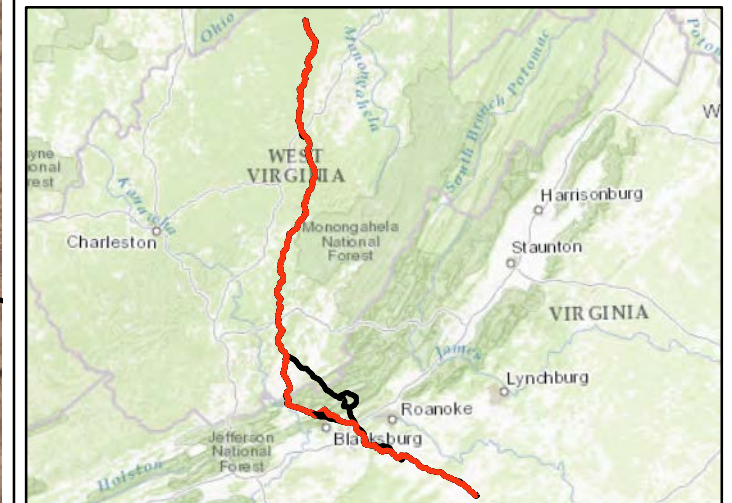 Ohio
Monongahela
Poto
W
South Branch Potomac
WEST
VIRGINIA
yne
onal
rest
Kanawha
Harrisonburg
Charleston
Monongahela
National
Forest
Staunton
VIRGINIA
James
Lynchburg
Roanoke
Blacksburg
Jefferson
National
Forest
Holston